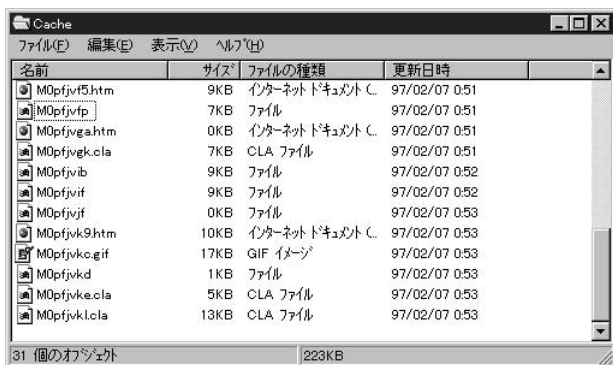 Cache
ファイル(F) 編集(E) 表示(V) ヘルプ(H)
名前 サイズ ファイルの種類 更新日時
M0pfjvf5.htm 9KB インターネット ドキュメント (... 97/02/07 0:51
M0pfjvfp 7KB ファイル 97/02/07 0:51
M0pfjvga.htm 0KB インターネット ドキュメント (... 97/02/07 0:51
M0pfjvgk.cla 7KB CLA ファイル 97/02/07 0:51
M0pfjvib 9KB ファイル 97/02/07 0:52
M0pfjvif 9KB ファイル 97/02/07 0:52
M0pfjvjf 0KB ファイル 97/02/07 0:53
M0pfjvk9.htm 10KB インターネット ドキュメント (... 97/02/07 0:53
M0pfjvkc.gif 17KB GIF イメージ 97/02/07 0:53
M0pfjvkd 1KB ファイル 97/02/07 0:53
M0pfjvke.cla 5KB CLA ファイル 97/02/07 0:53
M0pfjvkl.cla 13KB CLA ファイル 97/02/07 0:53
31 個のオブジェクト 223KB